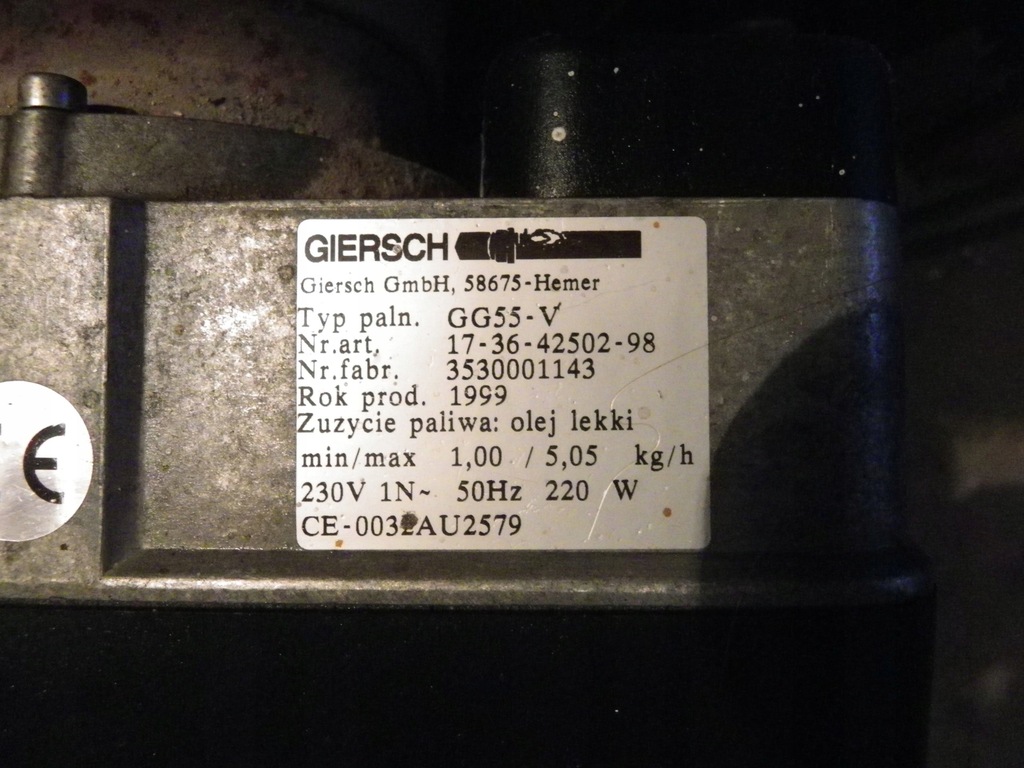 GIERSCH
Giersch GmbH, 58675-Hemer
Typ paln. GG55-V
Nr.art. 17-36-42502-98
Nr.fabr. 3530001143
Rok prod. 1999
Zuzycie paliwa: olej lekki
min/max 1,00 / 5,05 kg/h
230V 1N~ 50Hz 220 W
CE